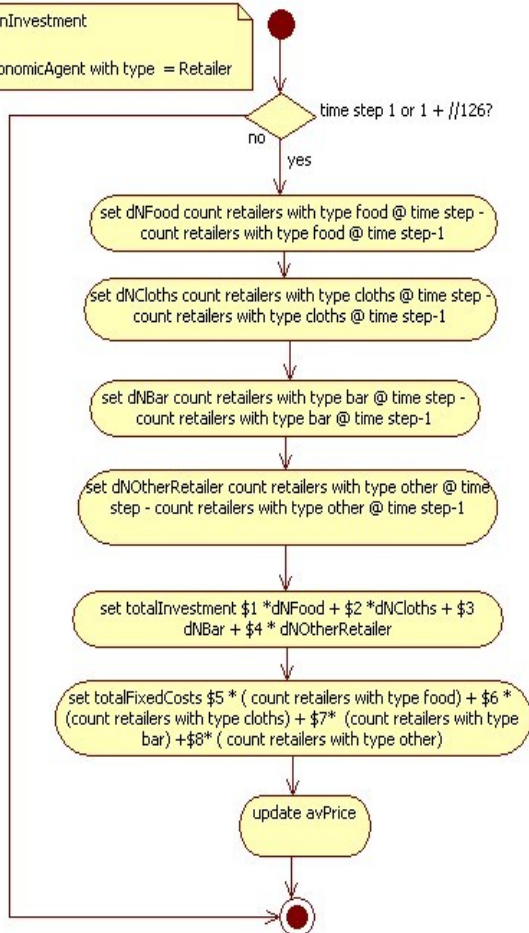 nInvestment
onomicAgent with type = Retailer
time step 1 or 1 + //126?
no
yes
set dNFood count retailers with type food @ time step -
count retailers with type food @ time step-1
set dNCloths count retailers with type cloths @ time step -
count retailers with type cloths @ time step-1
set dNBar count retailers with type bar @ time step -
count retailers with type bar @ time step-1
set dNOtherRetailer count retailers with type other @ time
step - count retailers with type other @ time step-1
set totalInvestment $1 *dNFood + $2 *dNCloths + $3
dNBar + $4 * dNOtherRetailer
set totalFixedCosts $5 * ( count retailers with type food) + $6 *
(count retailers with type cloths) + $7* (count retailers with type
bar) +$8* ( count retailers with type other)
update avPrice